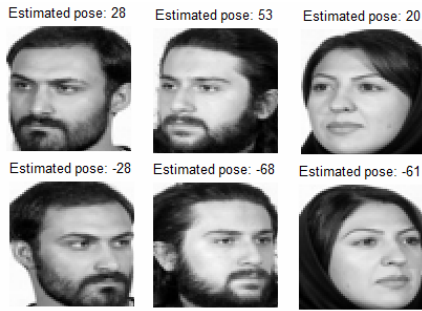 Estimated pose: 28
Estimated pose: 53
Estimated pose: 20
Estimated pose: -28
Estimated pose: -68
Estimated pose: -61